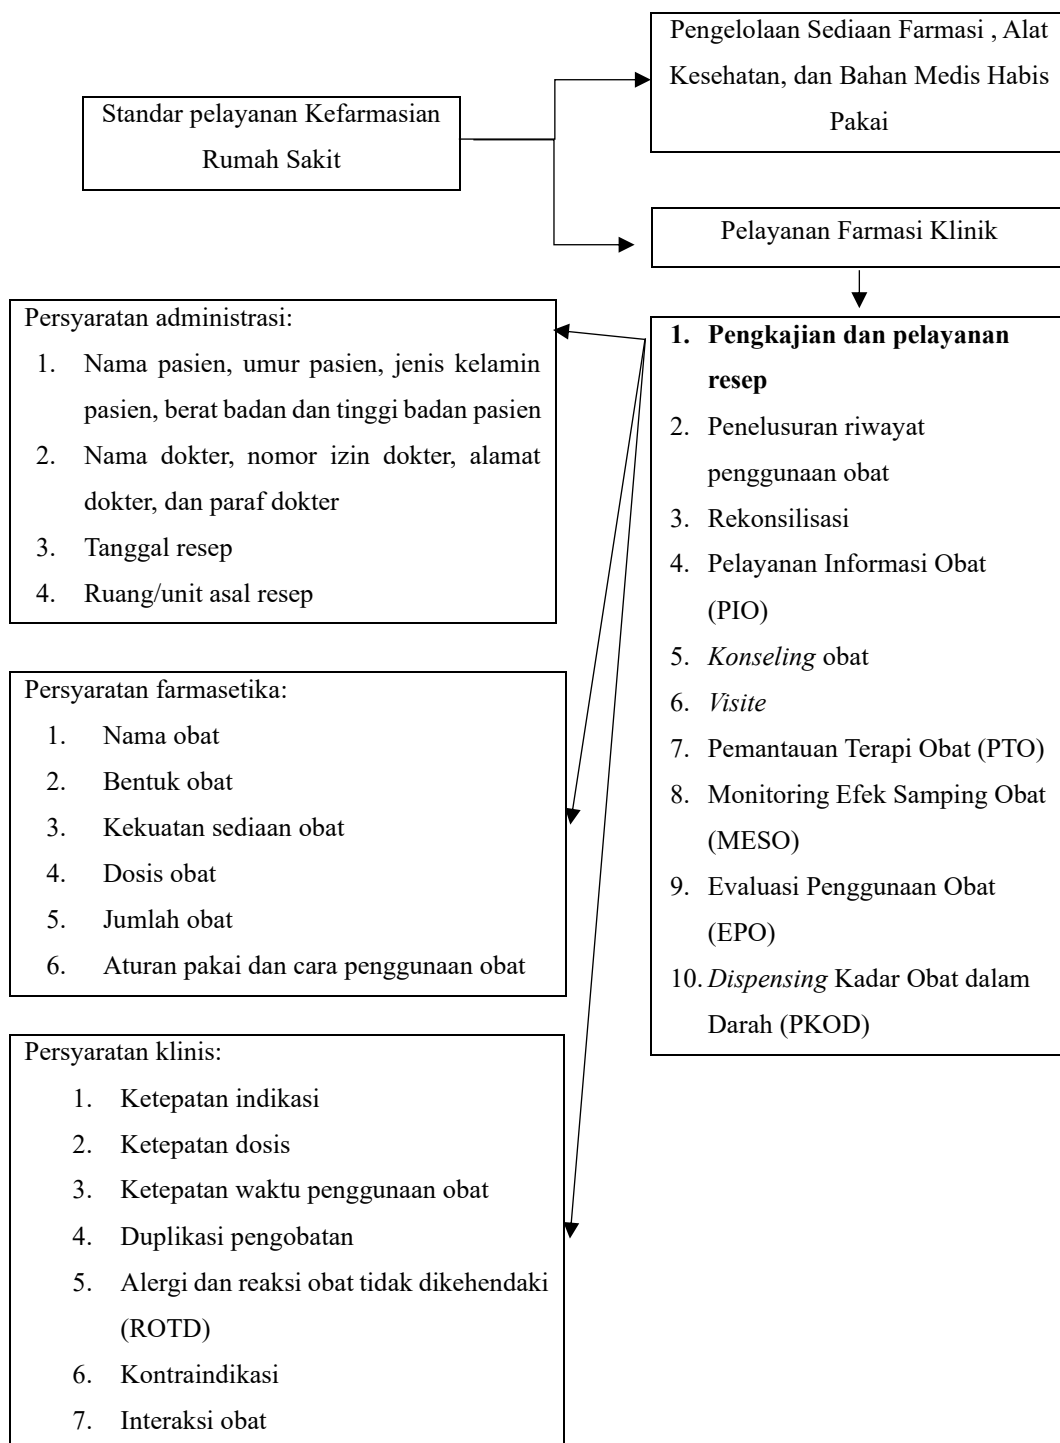 Standar pelayanan Kefarmasian
Rumah Sakit
Pengelolaan Sediaan Farmasi , Alat
Kesehatan, dan Bahan Medis Habis
Pakai
Pelayanan Farmasi Klinik
1. Pengkajian dan pelayanan
resep
2. Penelusuran riwayat
penggunaan obat
3. Rekonsilisasi
4. Pelayanan Informasi Obat
(PIO)
5. Konseling obat
6. Visite
7. Pemantauan Terapi Obat (PTO)
8. Monitoring Efek Samping Obat
(MESO)
9. Evaluasi Penggunaan Obat
(EPO)
10. Dispensing Kadar Obat dalam
Darah (PKOD)
Persyaratan administrasi:
1. Nama pasien, umur pasien, jenis kelamin
pasien, berat badan dan tinggi badan pasien
2. Nama dokter, nomor izin dokter, alamat
dokter, dan paraf dokter
3. Tanggal resep
4. Ruang/unit asal resep
Persyaratan farmasetika:
1. Nama obat
2. Bentuk obat
3. Kekuatan sediaan obat
4. Dosis obat
5. Jumlah obat
6. Aturan pakai dan cara penggunaan obat
Persyaratan klinis:
1. Ketepatan indikasi
2. Ketepatan dosis
3. Ketepatan waktu penggunaan obat
4. Duplikasi pengobatan
5. Alergi dan reaksi obat tidak dikehendaki
(ROTD)
6. Kontraindikasi
7. Interaksi obat